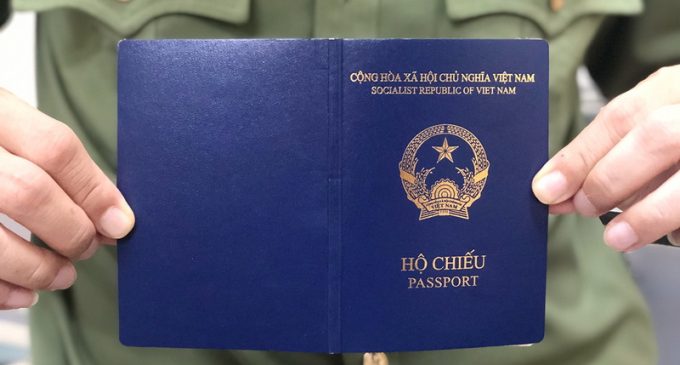 CỘNG HÒA XÃ HỘI CHỦ NGHĨA VIỆT NAM
SOCIALIST REPUBLIC OF VIET NAM
VIỆT NAM
HỘ CHIẾU
PASSPORT